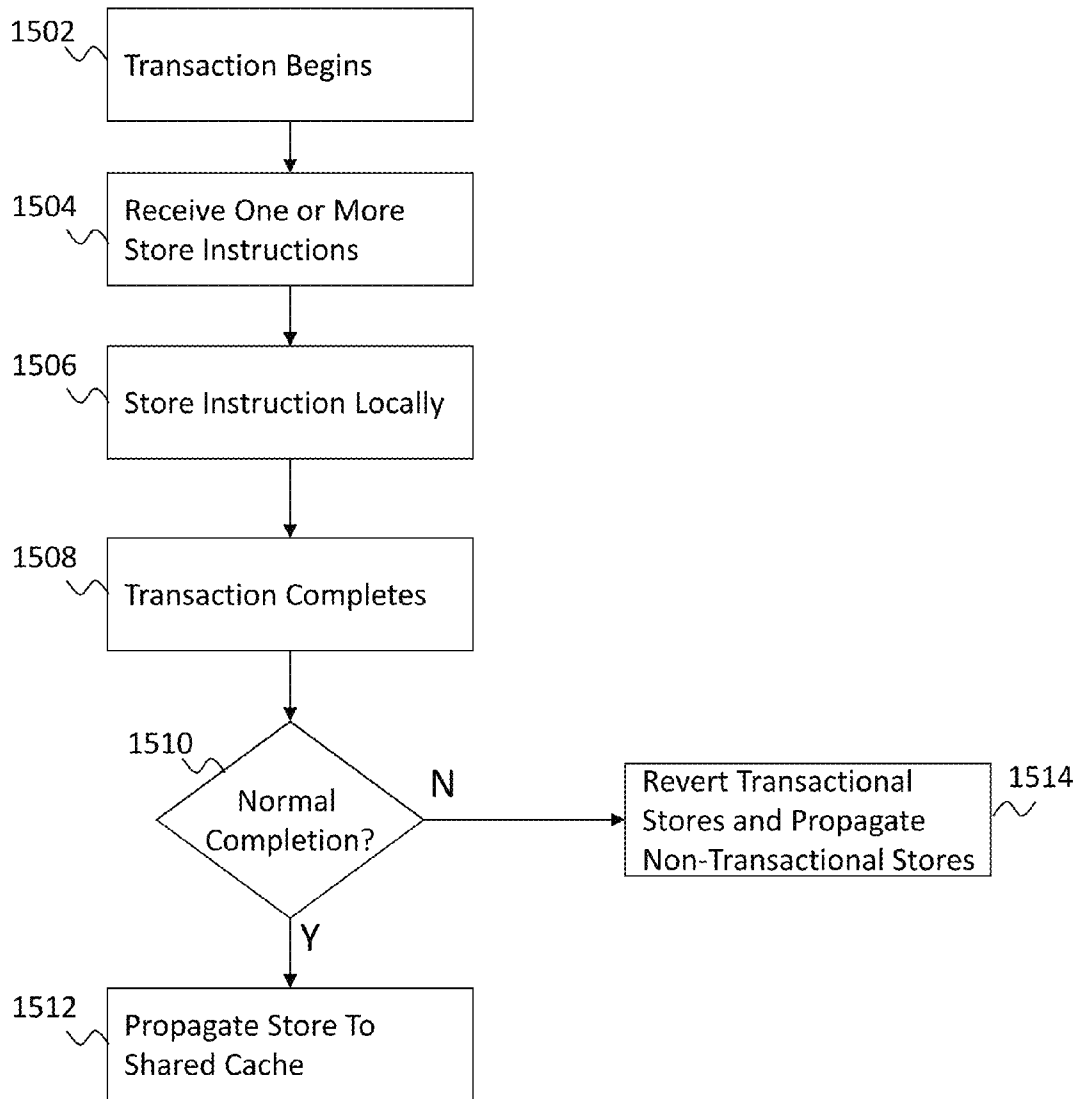 1502
Transaction Begins
1504
Receive One or More
Store Instructions
1506
Store Instruction Locally
1508
Transaction Completes
1510
Normal
Completion?
N
Revert Transactional
Stores and Propagate
Non-Transactional Stores
1514
Y
1512
Propagate Store To
Shared Cache